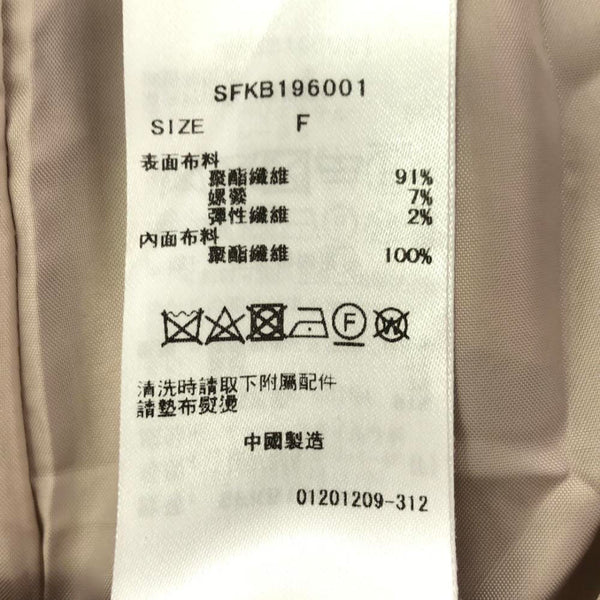 SFKB196001
SIZE F
表面布料
聚酯纖維 91%
嫘縈 7%
彈性纖維 2%
內面布料
聚酯纖維 100%
F W
清洗時請取下附屬配件
請墊布熨燙
中國製造
01201209-312